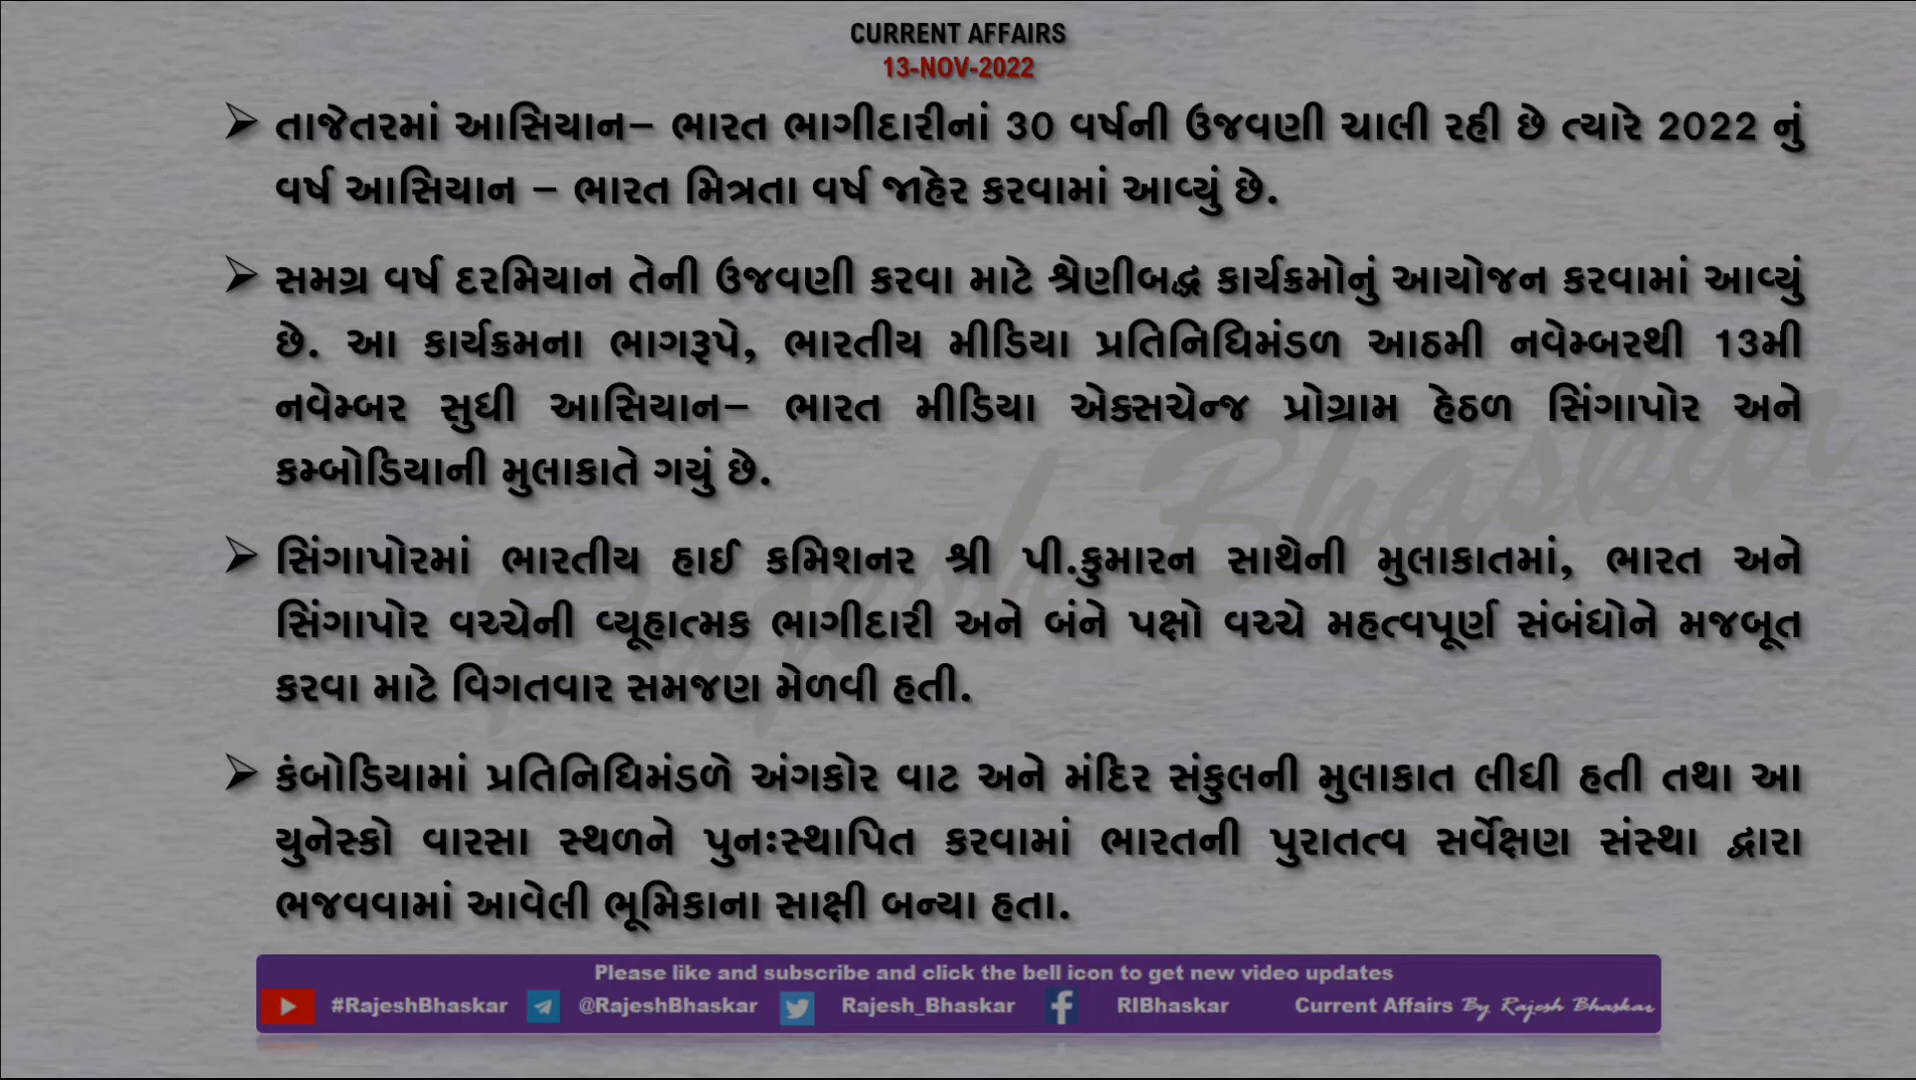 CURRENT AFFAIRS
13-NOV-2022
➢ તાજેતરમાં આસિયાન– ભારત ભાગીદારીનાં 30 વર્ષની ઉજવણી ચાલી રહી છે ત્યારે 2022 નું
વર્ષ આસિયાન – ભારત મિત્રતા વર્ષ જાહેર કરવામાં આવ્યું છે.
➢ સમગ્ર વર્ષ દરમિયાન તેની ઉજવણી કરવા માટે શ્રેણીબદ્ધ કાર્યક્રમોનું આયોજન કરવામાં આવ્યું
છે. આ કાર્યક્રમના ભાગરૂપે, ભારતીય મીડિયા પ્રતિનિધિમંડળ આઠમી નવેમ્બરથી 13મી
નવેમ્બર સુધી આસિયાન– ભારત મીડિયા એક્સચેન્જ પ્રોગ્રામ હેઠળ સિંગાપોર અને
કમ્બોડિયાની મુલાકાતે ગયું છે.
➢ સિંગાપોરમાં ભારતીય હાઈ કમિશનર શ્રી પી.કુમારન સાથેની મુલાકાતમાં, ભારત અને
સિંગાપોર વચ્ચેની વ્યૂહાત્મક ભાગીદારી અને બંને પક્ષો વચ્ચે મહત્વપૂર્ણ સંબંધોને મજબૂત
કરવા માટે વિગતવાર સમજણ મેળવી હતી.
➢ કંબોડિયામાં પ્રતિનિધિમંડળે અંગકોર વાટ અને મંદિર સંકુલની મુલાકાત લીધી હતી તથા આ
યુનેસ્કો વારસા સ્થળને પુનઃસ્થાપિત કરવામાં ભારતની પુરાતત્વ સર્વેક્ષણ સંસ્થા દ્વારા
ભજવવામાં આવેલી ભૂમિકાના સાક્ષી બન્યા હતા.
Rajesh Bhaskar
Please like and subscribe and click the bell icon to get new video updates
#RajeshBhaskar @RajeshBhaskar Rajesh_Bhaskar RIBhaskar Current Affairs By Rajesh Bhaskar